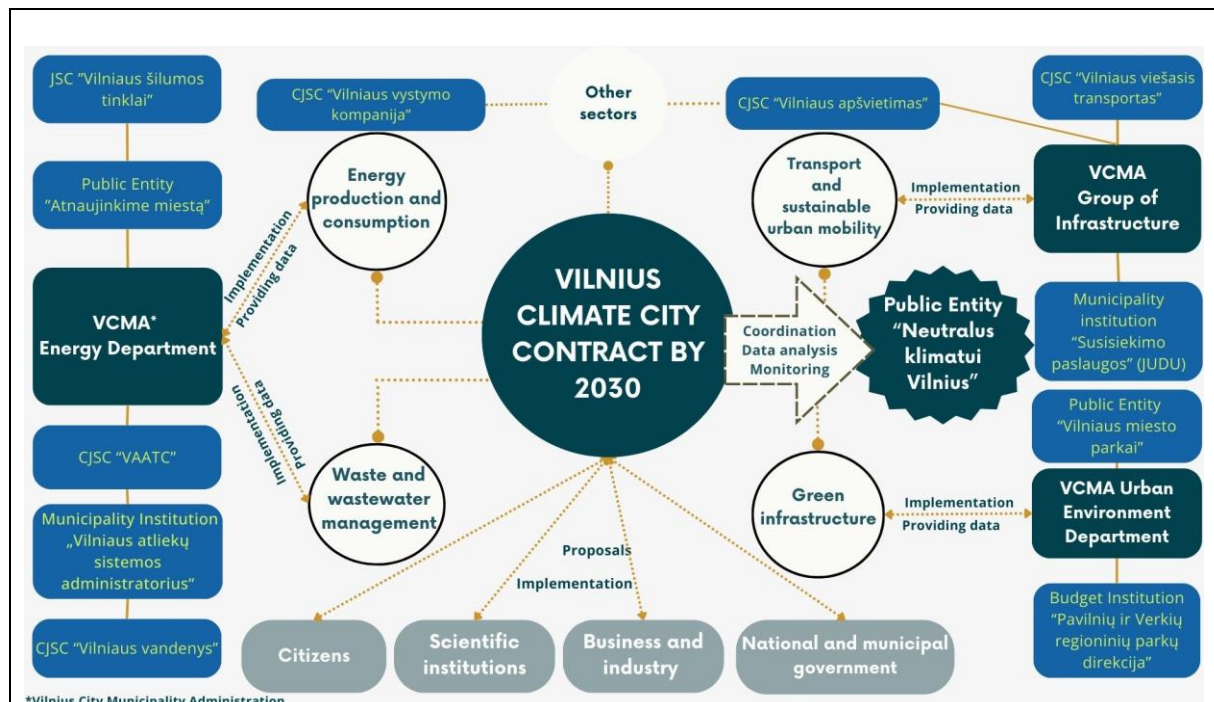 JSC "Vilniaus šilumos
tinklai"
Public Entity
"Atnaujinkime miestą"
VCMA*
Energy Department
CJSC "VAATC"
Municipality Institution
„Vilniaus atliekų
sistemos
administratorius"
CJSC "Vilniaus vandenys"
*Vilnius City Municipality Administration
CJSC "Vilniaus vystymo
kompanija"
Energy
production and
consumption
Implementation
Providing data
Implementation
Providing data
Waste and
wastewater
management
Other
sectors
VILNIUS
CLIMATE CITY
CONTRACT BY
2030
Coordination
Data analysis
Monitoring
Public Entity
"Neutralus
klimatui
Vilnius"
Proposals
Implementation
Citizens
Scientific
institutions
Business and
industry
National and municipal
government
CJSC "Vilniaus apšvietimas"
Transport
and
sustainable
urban mobility
Implementation
Providing data
Green
infrastructure
Implementation
Providing data
CJSC "Vilniaus viešasis
transportas"
VCMA
Group of
Infrastructure
Municipality
institution
"Susisiekimo
paslaugos" (JUDU)
Public Entity
"Vilniaus miesto
parkai"
VCMA Urban
Environment
Department
Budget Institution
"Pavilnių ir Verkių
regioninių parkų
direkcija"